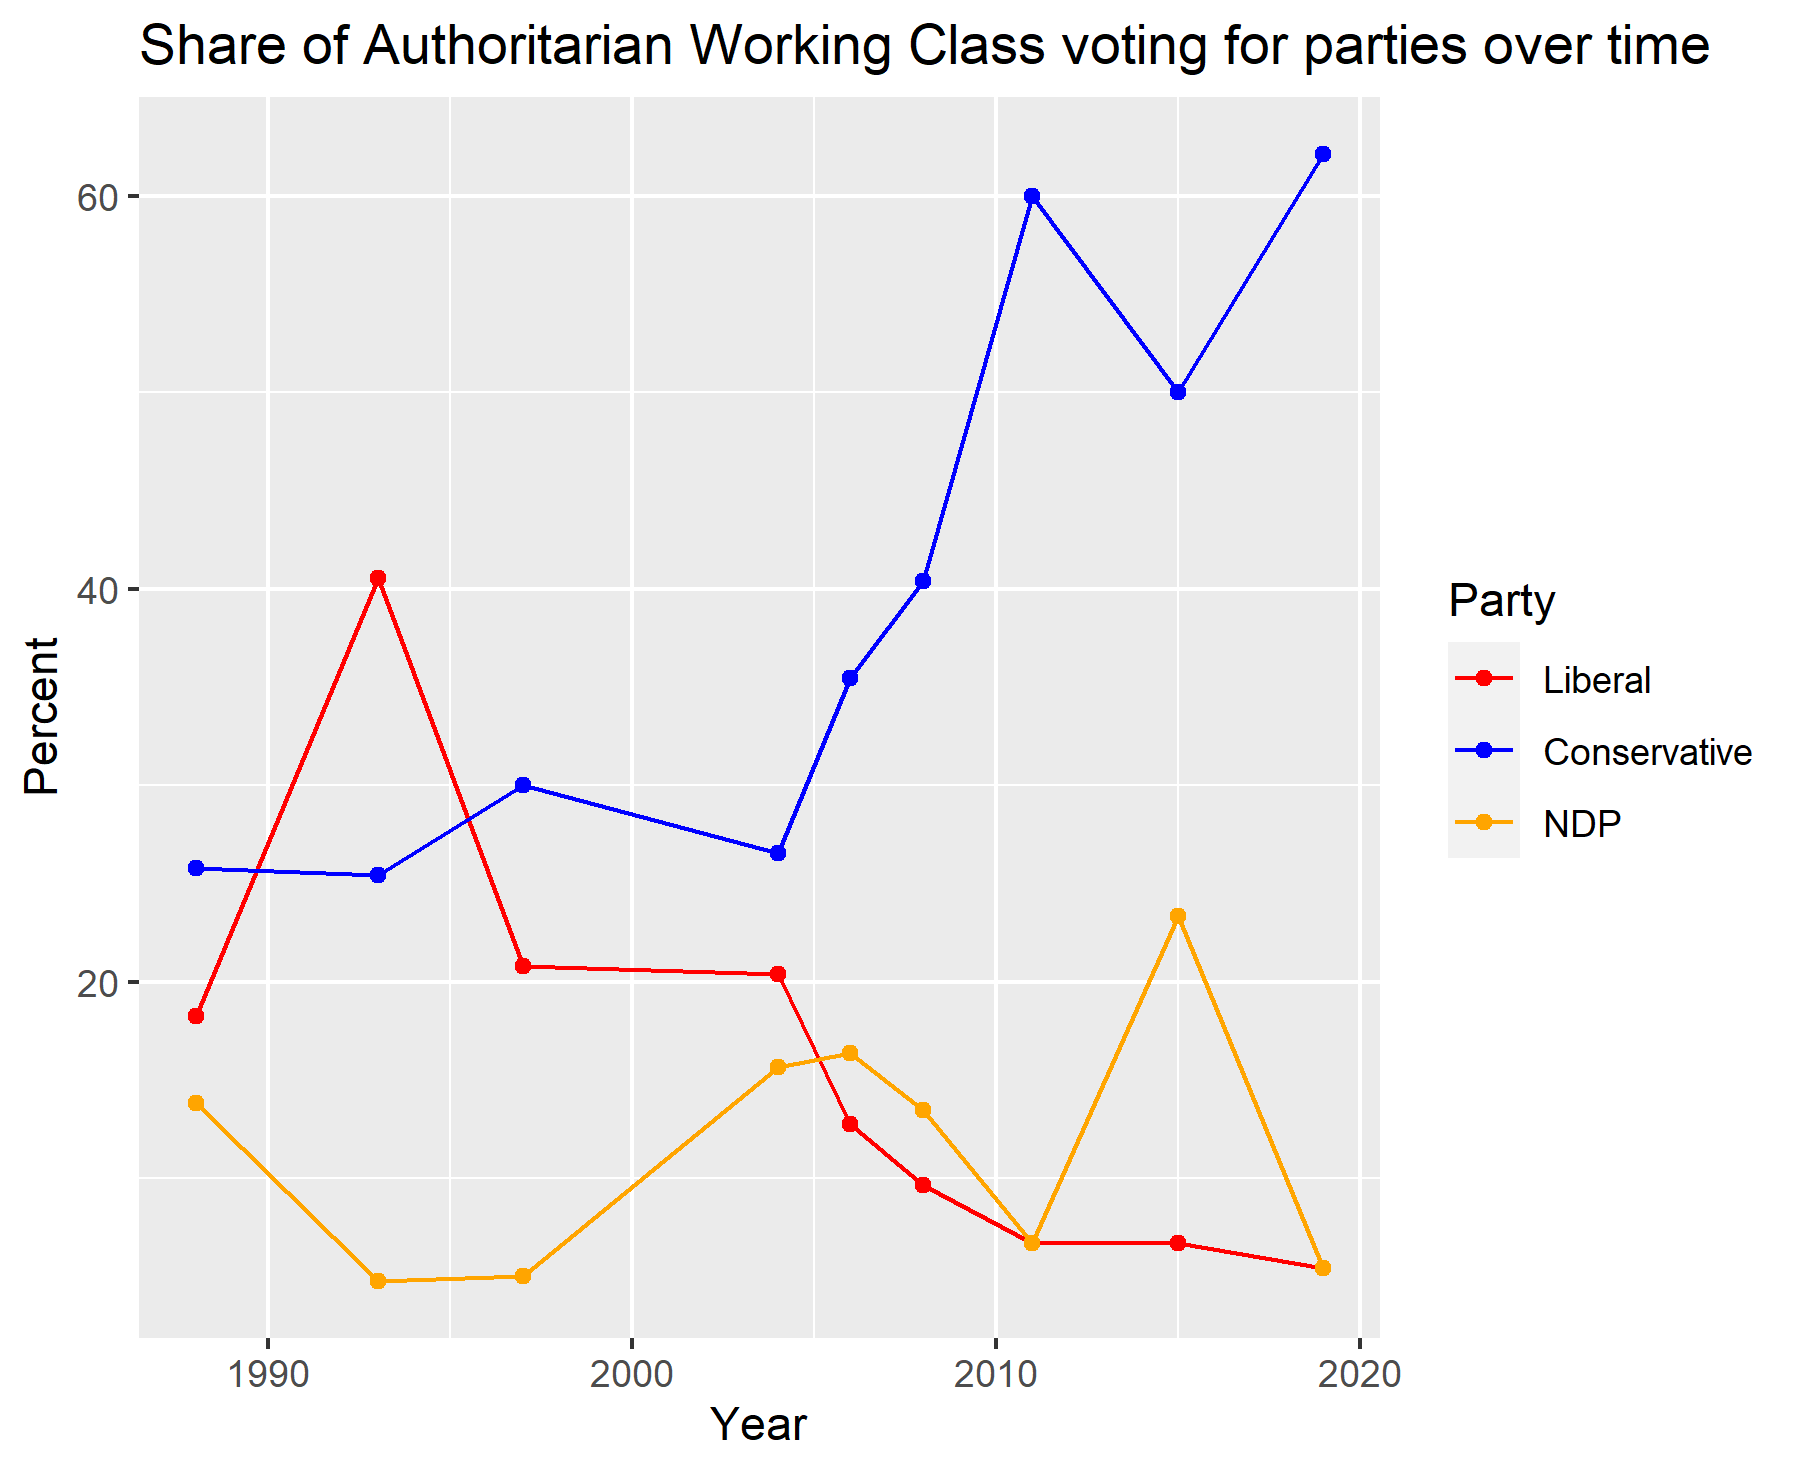 Share of Authoritarian Working Class voting for parties over time
60
40
20
Percent
1990 2000 2010 2020
Year
Party
Liberal
Conservative
NDP